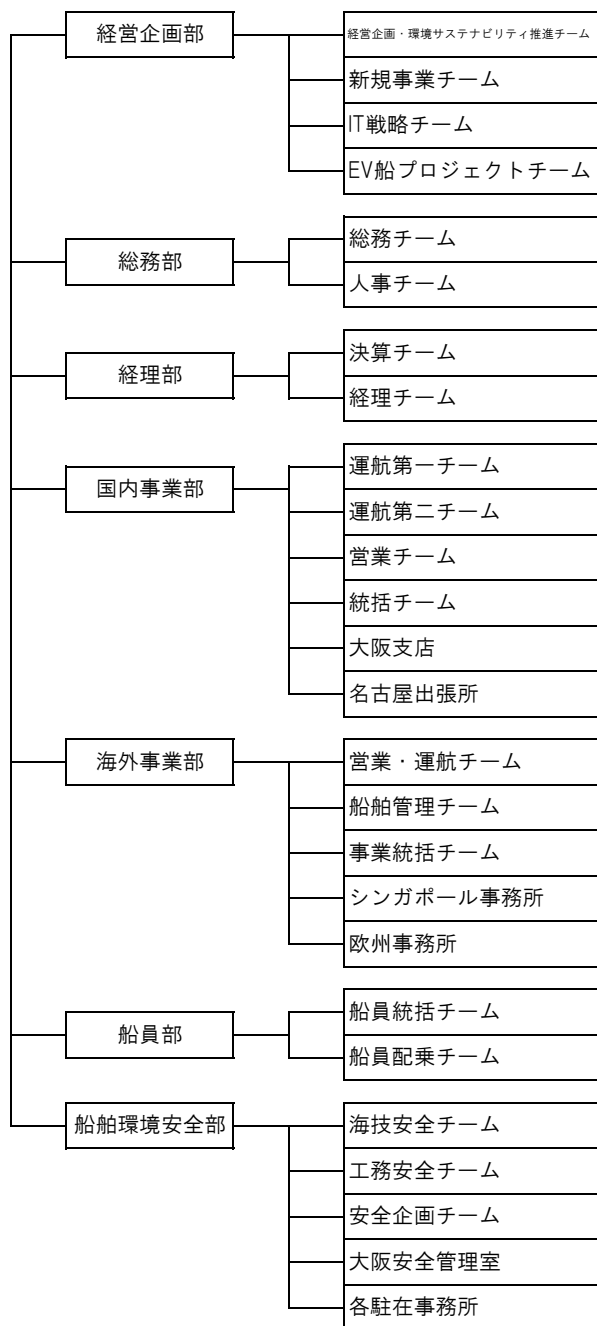 経営企画部
経営企画・環境サステナビリティ推進チーム
新規事業チーム
IT戦略チーム
EV船プロジェクトチーム
総務部
総務チーム
人事チーム
経理部
決算チーム
経理チーム
国内事業部
運航第一チーム
運航第二チーム
営業チーム
統括チーム
大阪支店
名古屋出張所
海外事業部
営業・運航チーム
船舶管理チーム
事業統括チーム
シンガポール事務所
欧州事務所
船員部
船員統括チーム
船員配乗チーム
船舶環境安全部
海技安全チーム
工務安全チーム
安全企画チーム
大阪安全管理室
各駐在事務所